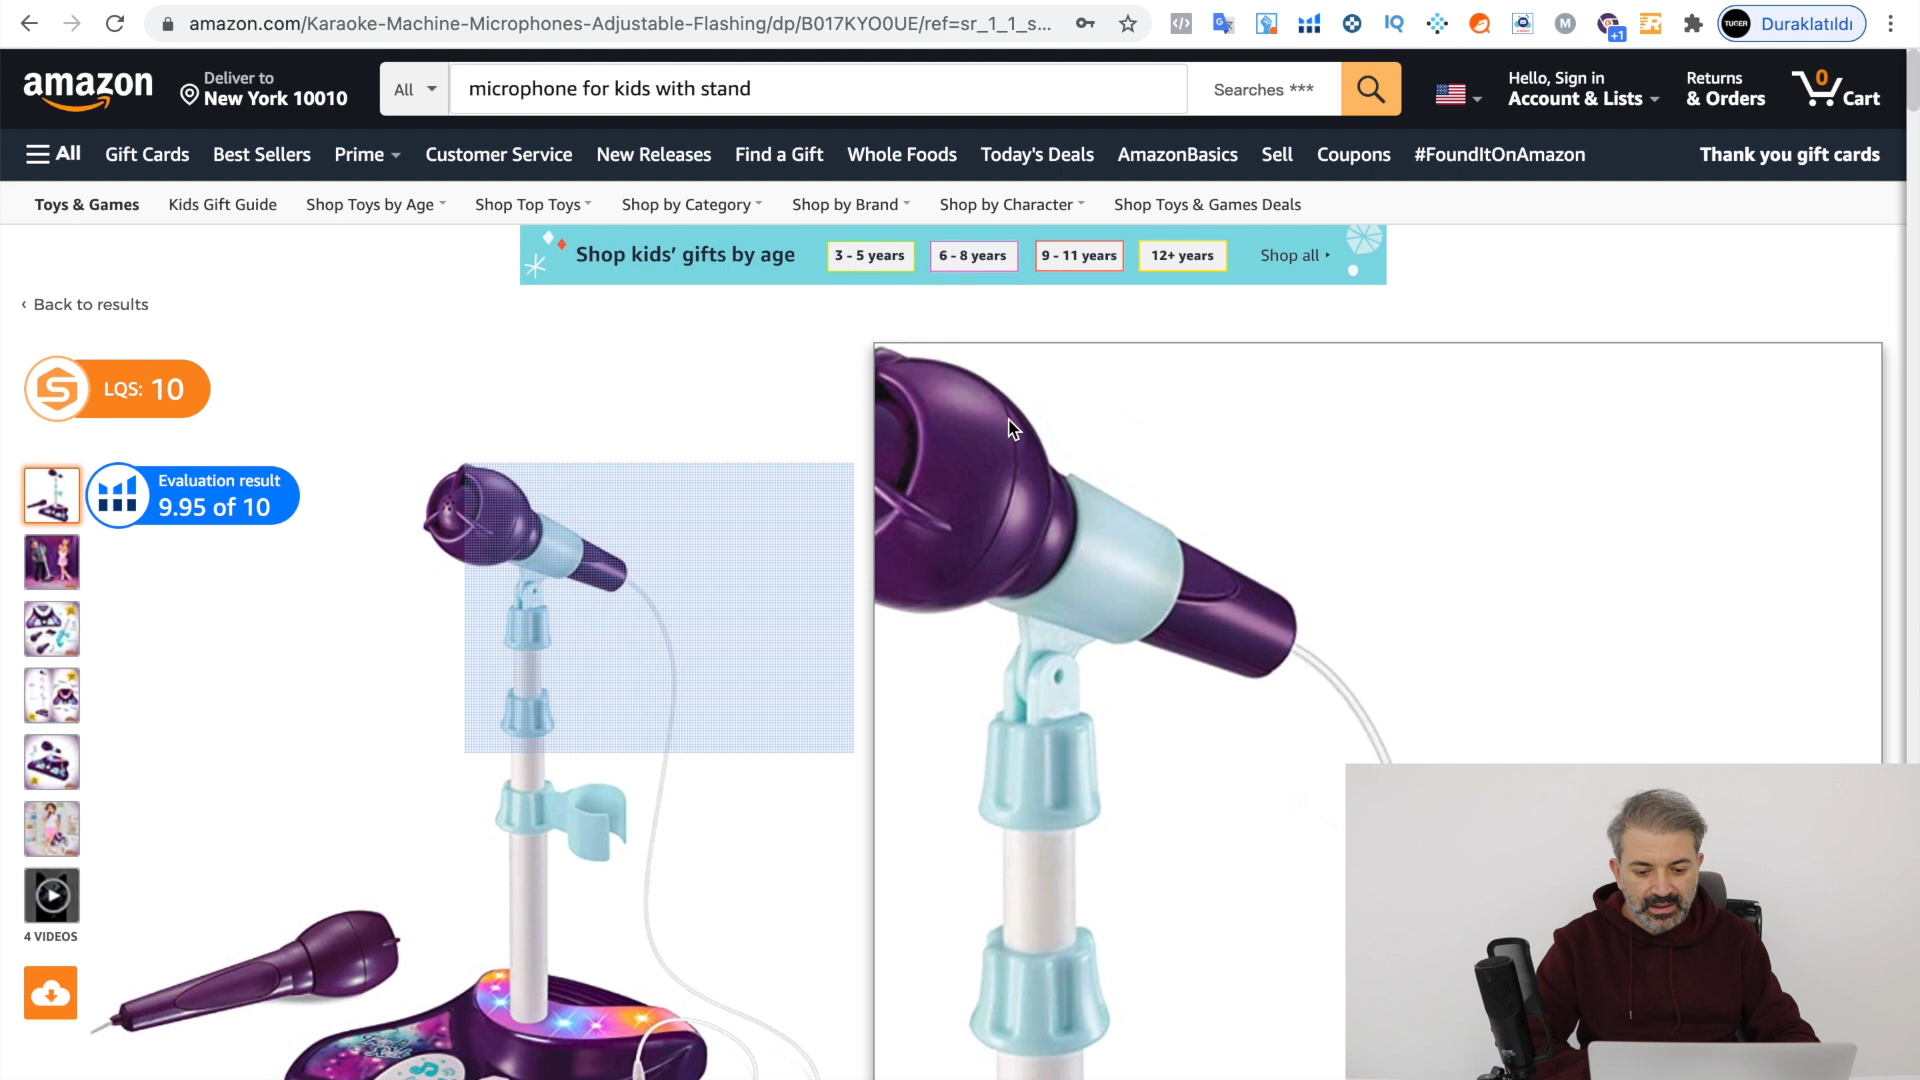 amazon.com/Karaoke-Machine-Microphones-Adjustable-Flashing/dp/B017KYO0UE/ref=sr_1_1_s...
IQ
M
+1
TUNER
Duraklatıldı
amazon
Deliver to
New York 10010
All
microphone for kids with stand
Searches ***
Hello, Sign in
Account & Lists
Returns
& Orders
0
Cart
All
Gift Cards
Best Sellers
Prime
Customer Service
New Releases
Find a Gift
Whole Foods
Today's Deals
AmazonBasics
Sell
Coupons
#FoundItOnAmazon
Thank you gift cards
Toys & Games
Kids Gift Guide
Shop Toys by Age
Shop Top Toys
Shop by Category
Shop by Brand
Shop by Character
Shop Toys & Games Deals
Shop kids' gifts by age
3 - 5 years
6 - 8 years
9 - 11 years
12+ years
Shop all
‹ Back to results
LQS: 10
Evaluation result
9.95 of 10
4 VIDEOS